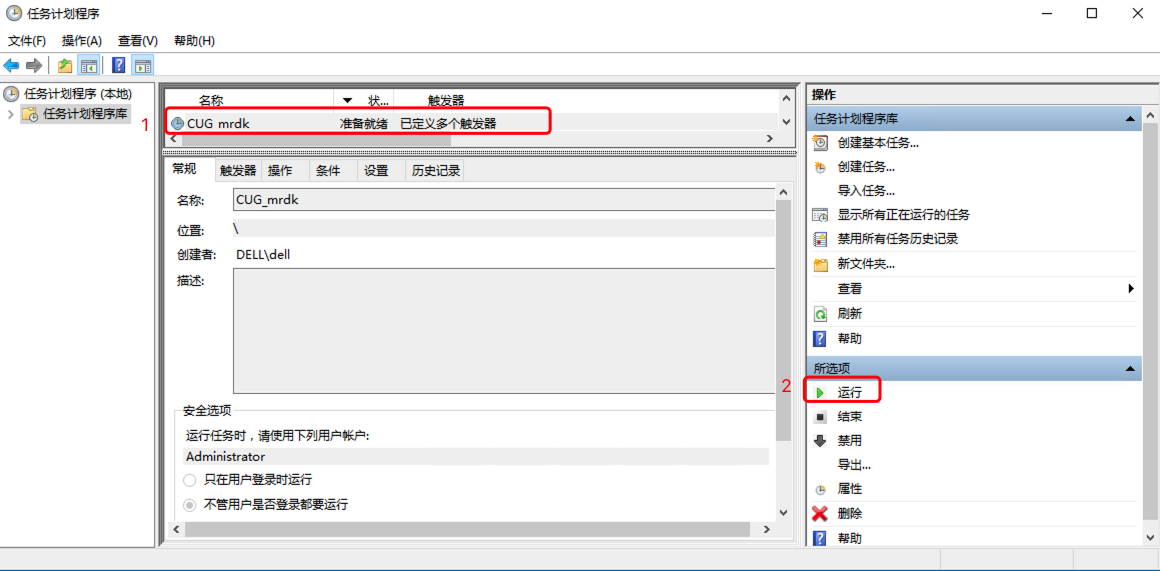 任务计划程序
文件(F) 操作(A) 查看(V) 帮助(H)
任务计划程序 (本地)
任务计划程序库
1
名称 状... 触发器
CUG_mrdk 准备就绪 已定义多个触发器
常规 触发器 操作 条件 设置 历史记录
名称: CUG_mrdk
位置: \
创建者: DELL\dell
描述:
安全选项
运行任务时，请使用下列用户帐户:
Administrator
只在用户登录时运行
不管用户是否登录都要运行
操作
任务计划程序库
创建基本任务...
创建任务...
导入任务...
显示所有正在运行的任务
禁用所有任务历史记录
新文件夹...
查看
刷新
帮助
所选项
2
运行
结束
禁用
导出...
属性
删除
帮助